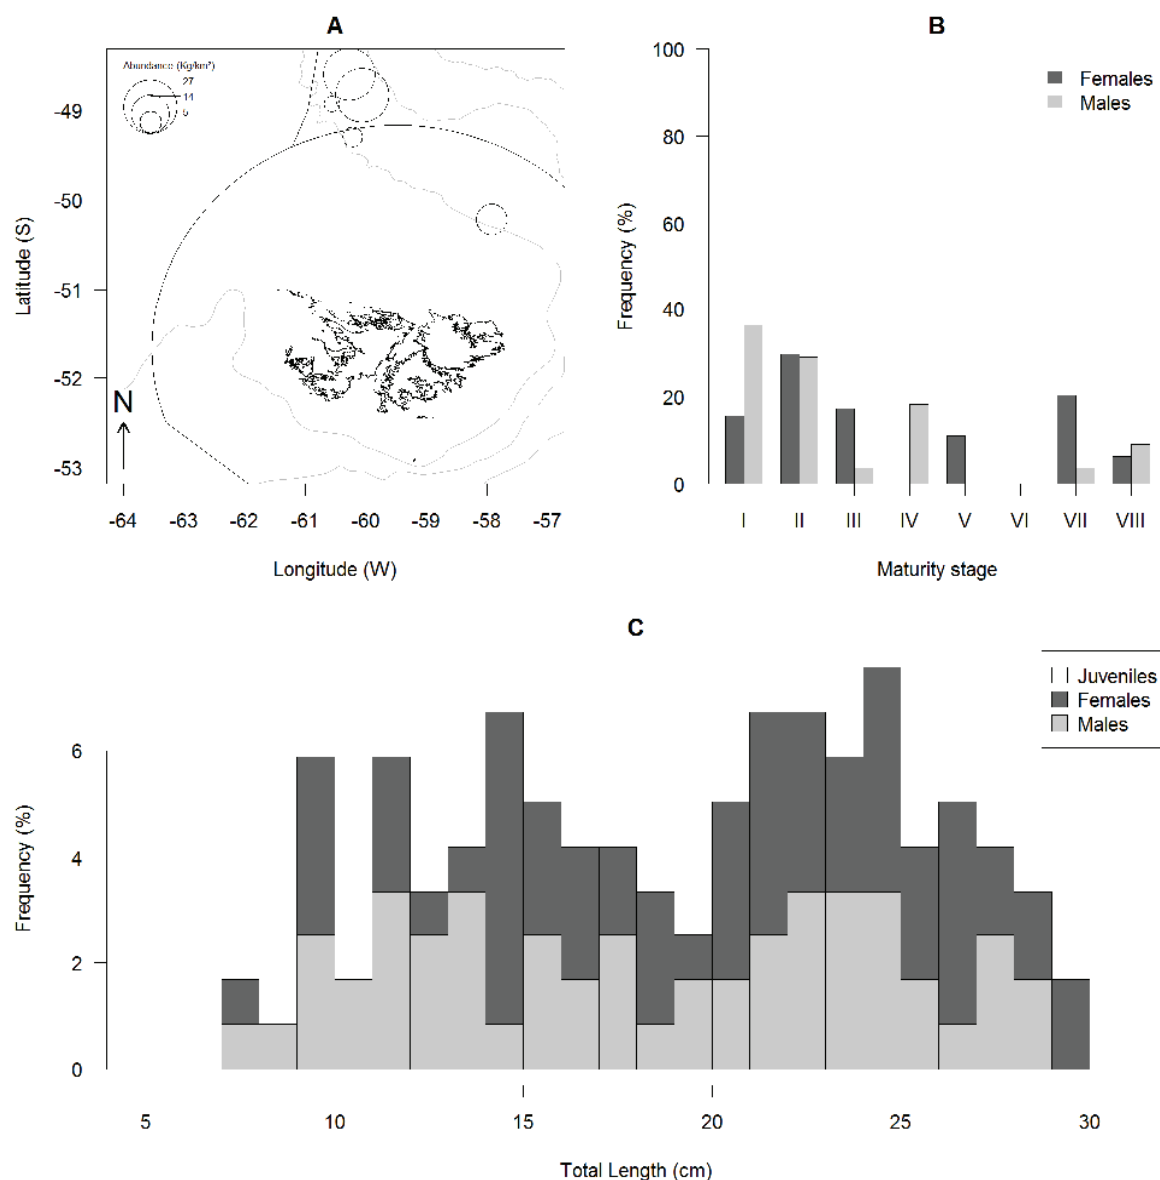 A
Abundance (Kg/km²)
27
14
5
-49
-50
-51
-52
-53
Latitude (S)
N
-64 -63 -62 -61 -60 -59 -58 -57
Longitude (W)
B
Females
Males
100
80
60
40
20
0
Frequency (%)
I II III IV V VI VII VIII
Maturity stage
C
Juveniles
Females
Males
6
4
2
0
Frequency (%)
5 10 15 20 25 30
Total Length (cm)